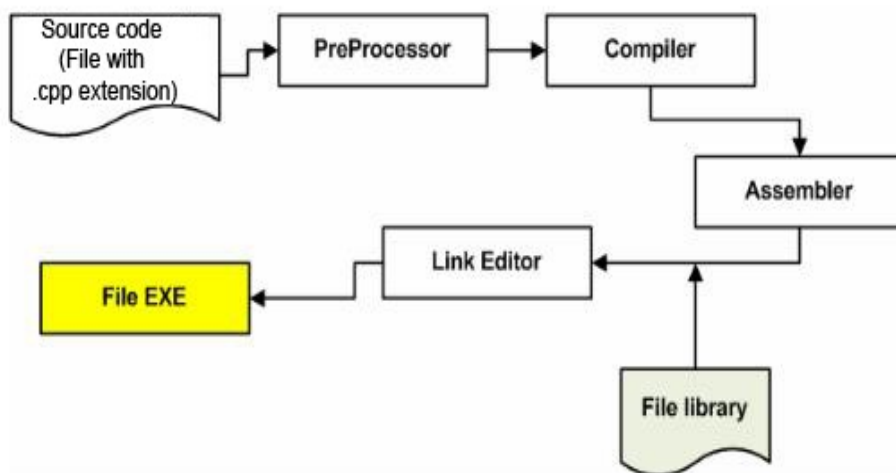 Source code
(File with
.cpp extension)
PreProcessor
Compiler
Assembler
Link Editor
File EXE
File library